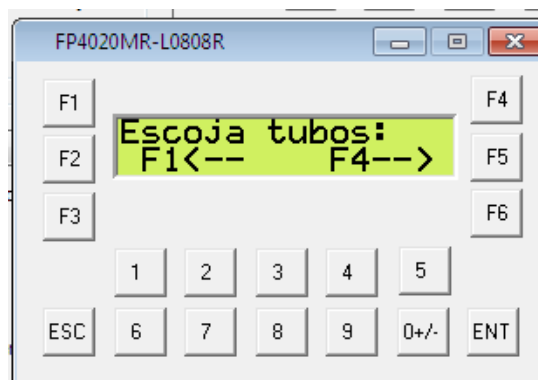 FP4020MR-L0808R
F1
F4
Escoja tubos:
F1<-- F4-->
F2
F5
F3
F6
1 2 3 4 5
ESC 6 7 8 9 0+/- ENT